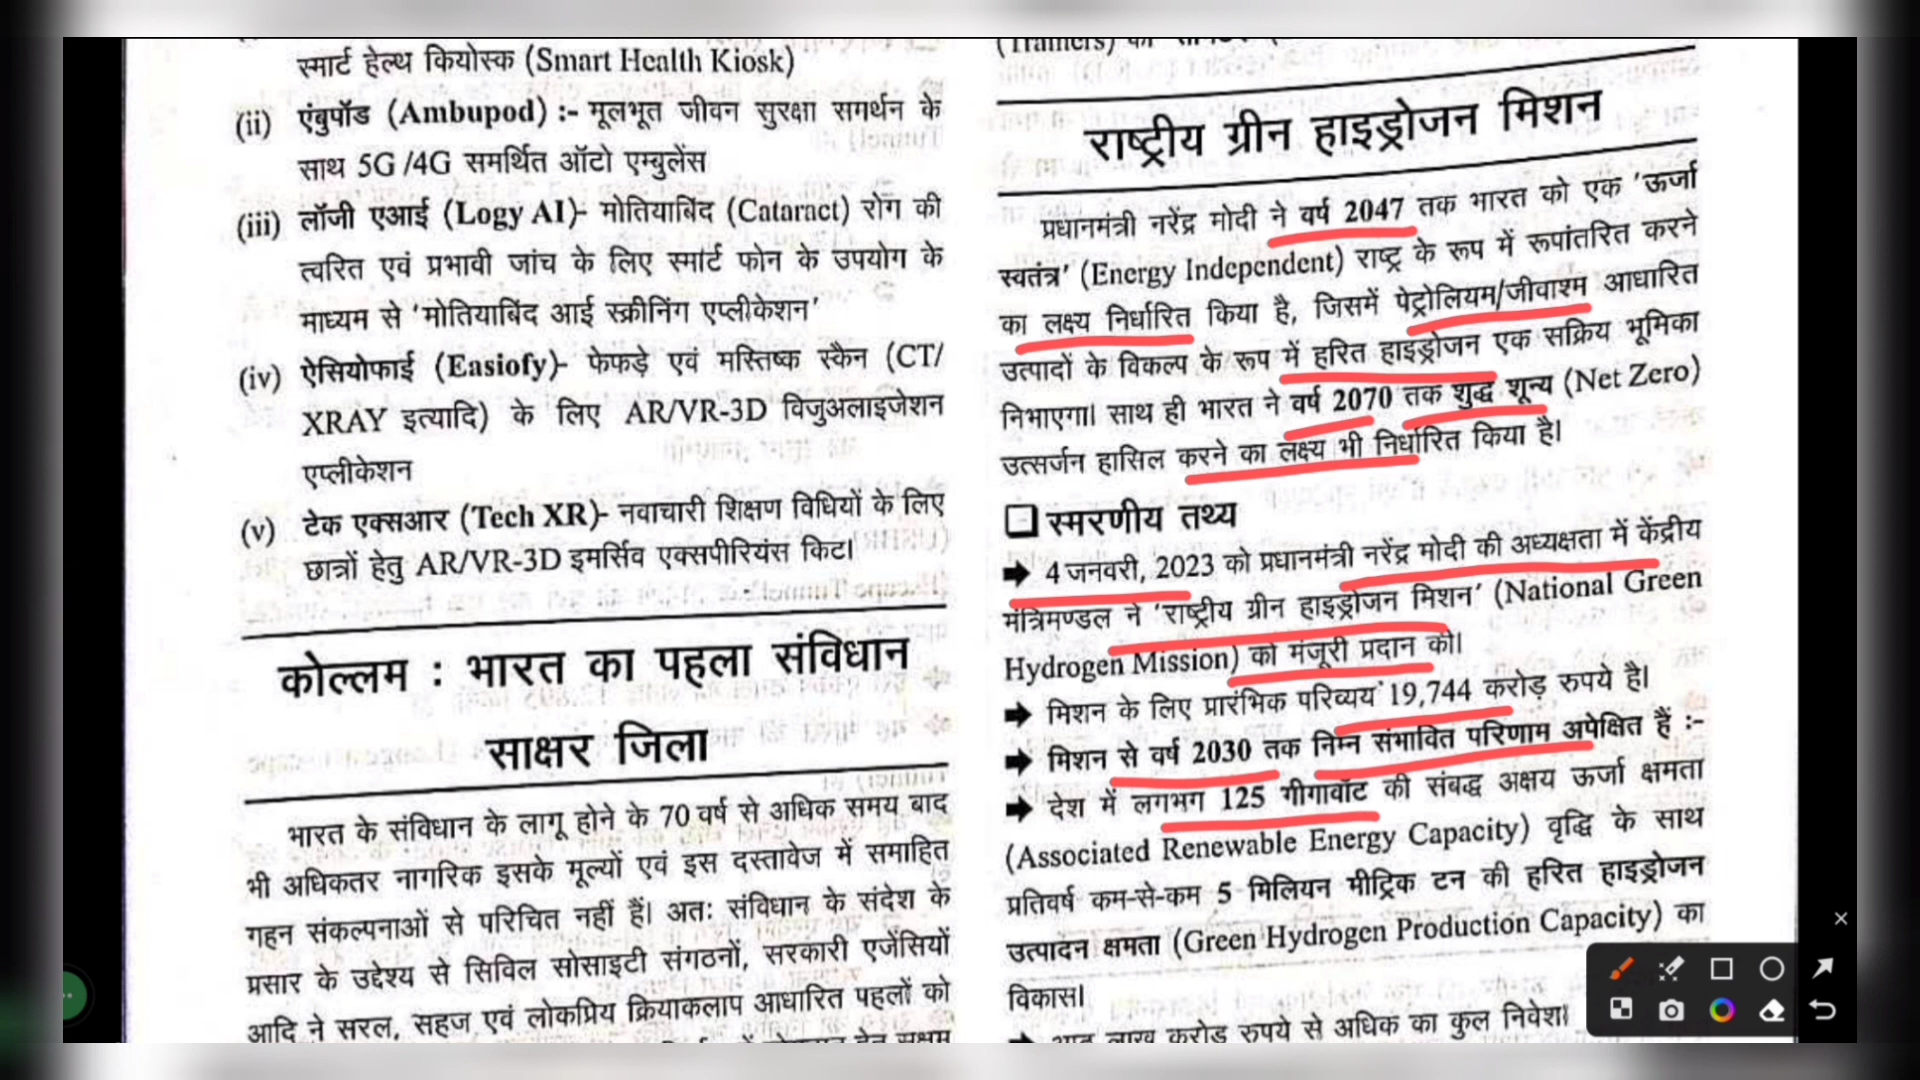 स्मार्ट हेल्थ कियोस्क (Smart Health Kiosk)
(ii) एंबुपॉड (Ambupod) :- मूलभूत जीवन सुरक्षा समर्थन के
साथ 5G /4G समर्थित ऑटो एम्बुलेंस
(iii) लॉजी एआई (Logy AI)- मोतियाबिंद (Cataract) रोग की
त्वरित एवं प्रभावी जांच के लिए स्मार्ट फोन के उपयोग के
माध्यम से 'मोतियाबिंद आई स्क्रीनिंग एप्लीकेशन'
(iv) ऐसियोफाई (Easiofy)- फेफड़े एवं मस्तिष्क स्कैन (CT/
XRAY इत्यादि) के लिए AR/VR-3D विजुअलाइजेशन
एप्लीकेशन
(v) टेक एक्सआर (Tech XR)- नवाचारी शिक्षण विधियों के लिए
छात्रों हेतु AR/VR-3D इमर्सिव एक्सपीरियंस किट।
कोल्लम : भारत का पहला संविधान
साक्षर जिला
भारत के संविधान के लागू होने के 70 वर्ष से अधिक समय बाद
भी अधिकतर नागरिक इसके मूल्यों एवं इस दस्तावेज में समाहित
गहन संकल्पनाओं से परिचित नहीं हैं। अतः संविधान के संदेश के
प्रसार के उद्देश्य से सिविल सोसाइटी संगठनों, सरकारी एजेंसियों
आदि ने सरल, सहज एवं लोकप्रिय क्रियाकलाप आधारित पहलों को
(Trainers) को
राष्ट्रीय ग्रीन हाइड्रोजन मिशन
प्रधानमंत्री नरेंद्र मोदी ने वर्ष 2047 तक भारत को एक 'ऊर्जा
स्वतंत्र' (Energy Independent) राष्ट्र के रूप में रूपांतरित करने
का लक्ष्य निर्धारित किया है, जिसमें पेट्रोलियम/जीवाश्म आधारित
उत्पादों के विकल्प के रूप में हरित हाइड्रोजन एक सक्रिय भूमिका
निभाएगा। साथ ही भारत ने वर्ष 2070 तक शुद्ध शून्य (Net Zero)
उत्सर्जन हासिल करने का लक्ष्य भी निर्धारित किया है।
❑ स्मरणीय तथ्य
➡ 4 जनवरी, 2023 को प्रधानमंत्री नरेंद्र मोदी की अध्यक्षता में केंद्रीय
मंत्रिमण्डल ने 'राष्ट्रीय ग्रीन हाइड्रोजन मिशन' (National Green
Hydrogen Mission) को मंजूरी प्रदान की।
➡ मिशन के लिए प्रारंभिक परिव्यय 19,744 करोड़ रुपये है।
➡ मिशन से वर्ष 2030 तक निम्न संभावित परिणाम अपेक्षित हैं :-
➡ देश में लगभग 125 गीगावॉट की संबद्ध अक्षय ऊर्जा क्षमता
(Associated Renewable Energy Capacity) वृद्धि के साथ
प्रतिवर्ष कम-से-कम 5 मिलियन मीट्रिक टन की हरित हाइड्रोजन
उत्पादन क्षमता (Green Hydrogen Production Capacity) का
विकास।
➡ आठ लाख करोड़ रुपये से अधिक का कुल निवेश।